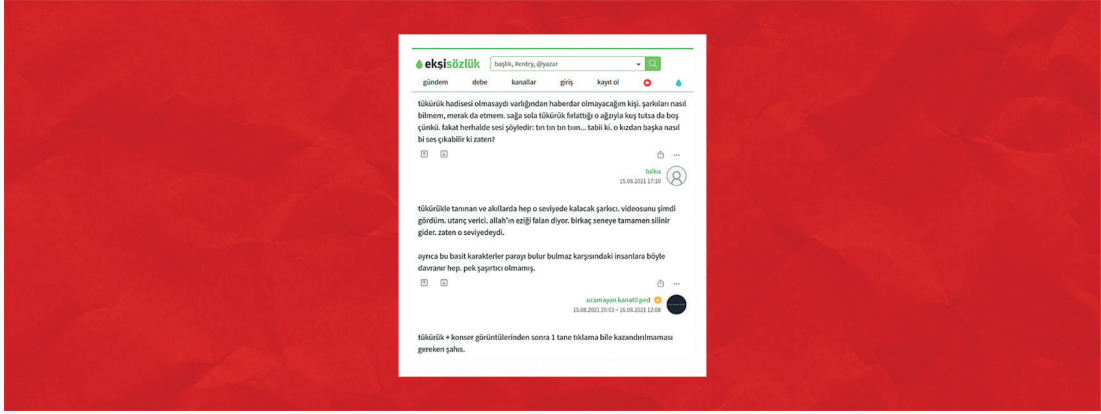 ekşisözlük
başlık, #entry, @yazar
gündem debe kanallar giriş kayıt ol
tükürük hadisesi olmasaydı varlığından haberdar olmayacağım kişi. şarkıları nasıl
bilmem, merak da etmem. sağa sola tükürük fırlattığı o ağzıyla kuş tutsa da boş
çünkü. fakat herhalde sesi şöyledir: tın tın tın tıın... tabii ki. o kızdan başka nasıl
bi ses çıkabilir ki zaten?
tulku
15.08.2021 17:18
tükürükle tanınan ve akıllarda hep o seviyede kalacak şarkıcı. videosunu şimdi
gördüm. utanç verici. allah'ın eziği falan diyor. birkaç seneye tamamen silinir
gider. zaten o seviyedeydi.
ayrıca bu basit karakterler parayı bulur bulmaz karşısındaki insanlara böyle
davranır hep. pek şaşırtıcı olmamış.
ucamayan kanatli ped
15.08.2021 20:03 ~ 16.08.2021 12:08
tükürük + konser görüntülerinden sonra 1 tane tıklama bile kazandırılmaması
gereken şahıs.